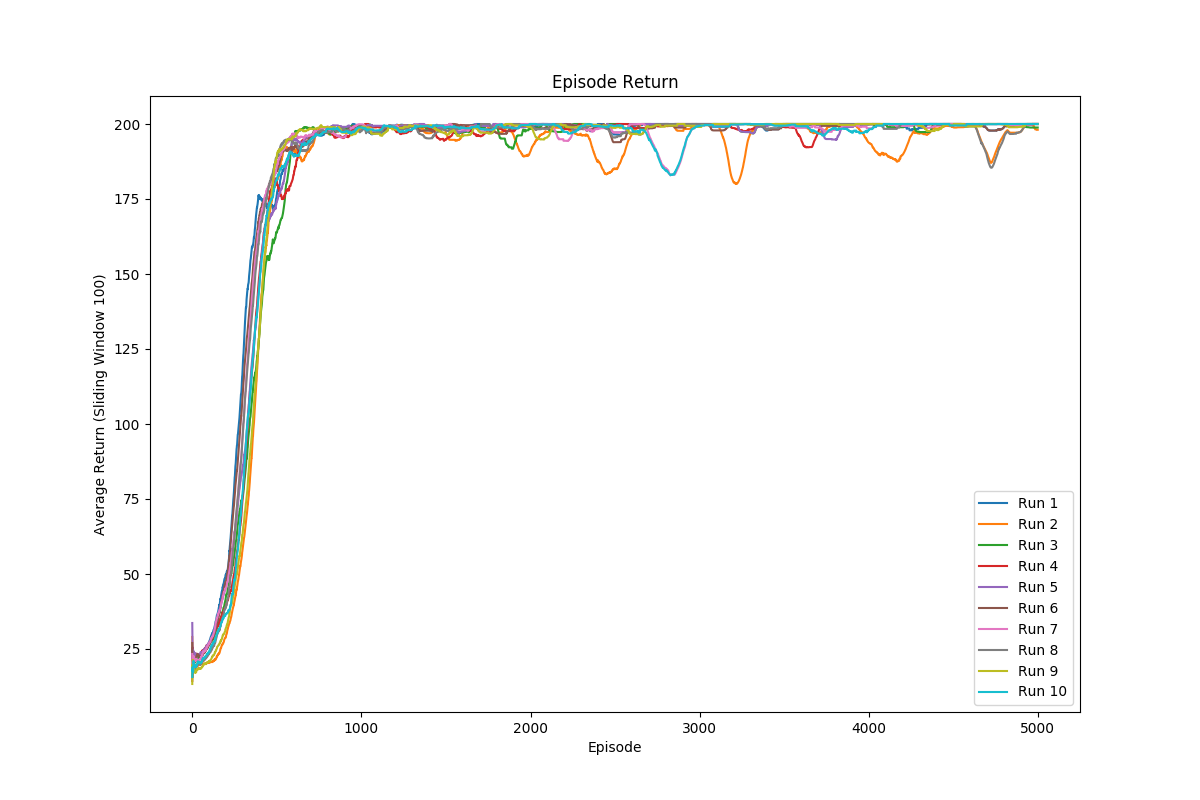 Episode Return
Average Return (Sliding Window 100)
200
175
150
125
100
75
50
25
0
1000
2000
3000
4000
5000
Episode
Run 1
Run 2
Run 3
Run 4
Run 5
Run 6
Run 7
Run 8
Run 9
Run 10